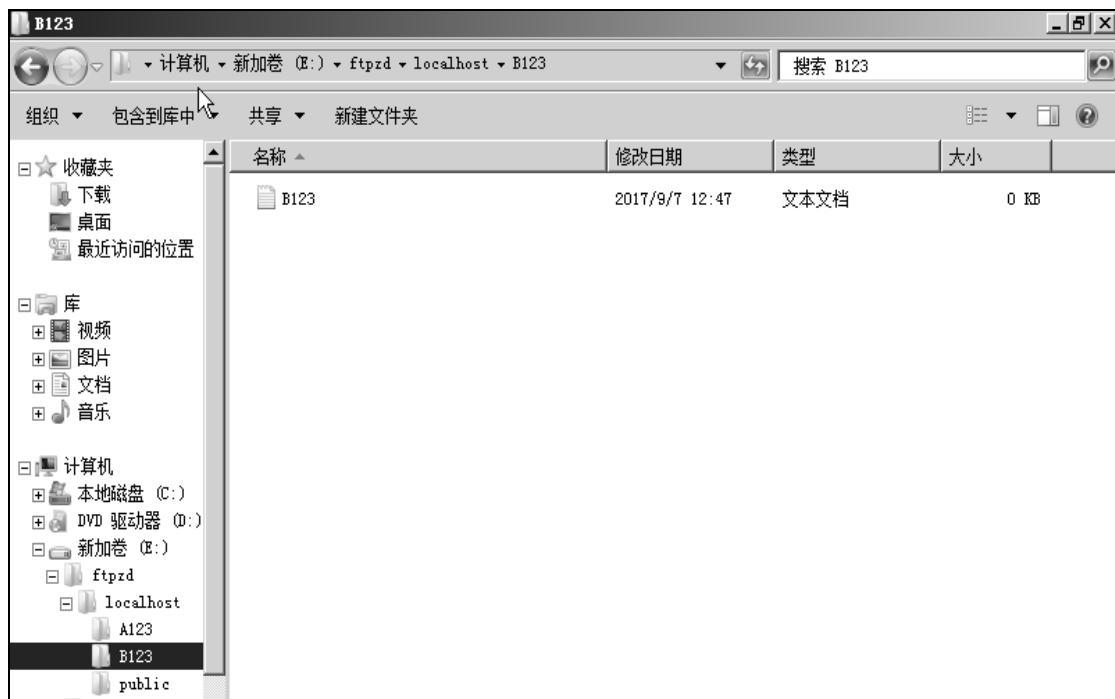 B123
计算机 新加卷 (E:) ftpzd localhost B123
搜索 B123
组织 包含到库中 共享 新建文件夹
名称 修改日期 类型 大小
B123 2017/9/7 12:47 文本文档 0 KB
收藏夹
下载
桌面
最近访问的位置
库
视频
图片
文档
音乐
计算机
本地磁盘 (C:)
DVD 驱动器 (D:)
新加卷 (E:)
ftpzd
localhost
A123
B123
public